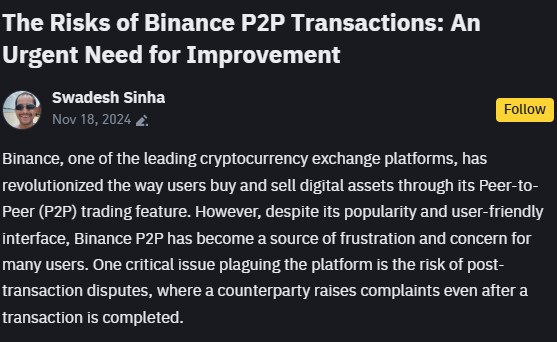 The Risks of Binance P2P Transactions: An
Urgent Need for Improvement
Swadesh Sinha
Nov 18, 2024
Follow
Binance, one of the leading cryptocurrency exchange platforms, has
revolutionized the way users buy and sell digital assets through its Peer-to-
Peer (P2P) trading feature. However, despite its popularity and user-friendly
interface, Binance P2P has become a source of frustration and concern for
many users. One critical issue plaguing the platform is the risk of post-
transaction disputes, where a counterparty raises complaints even after a
transaction is completed.